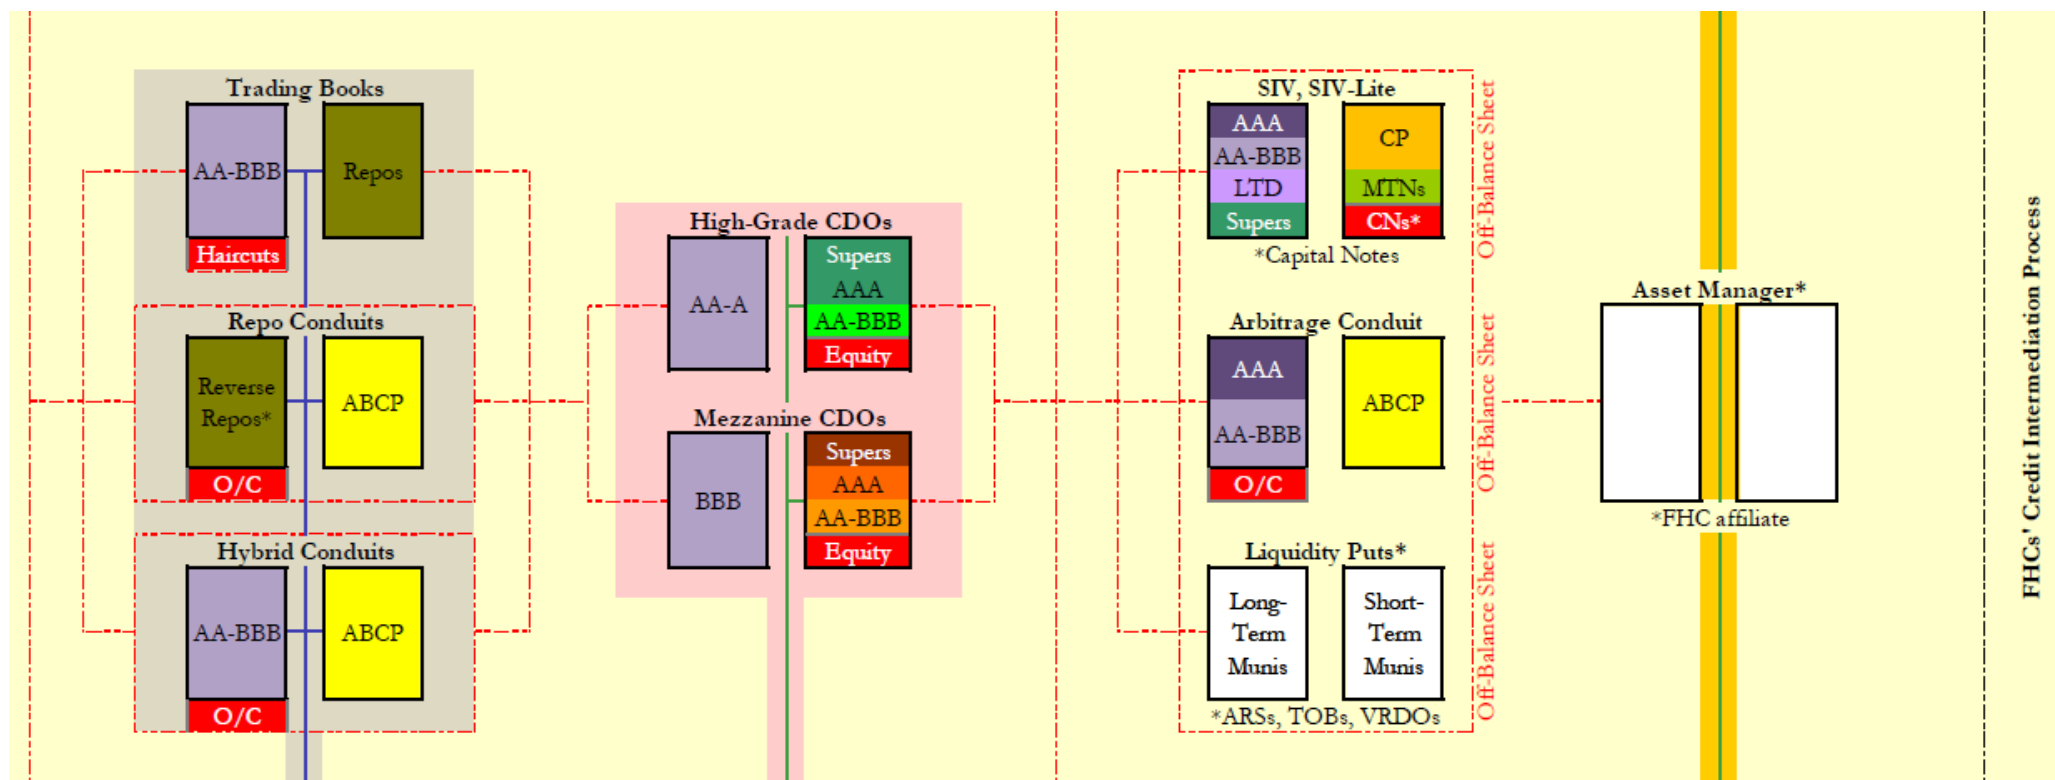 Trading Books
AA-BBB
Repos
Haircuts
Repo Conduits
Reverse
Repos*
ABCP
O/C
Hybrid Conduits
AA-BBB
ABCP
O/C
High-Grade CDOs
AA-A
Supers
AAA
AA-BBB
Equity
Mezzanine CDOs
BBB
Supers
AAA
AA-BBB
Equity
SIV, SIV-Lite
AAA
AA-BBB
LTD
Supers
CP
MTNs
CNs*
*Capital Notes
Off-Balance Sheet
Arbitrage Conduit
AAA
AA-BBB
O/C
ABCP
Off-Balance Sheet
Liquidity Puts*
Long-
Term
Munis
Short-
Term
Munis
*ARSs, TOBs, VRDOs
Off-Balance Sheet
Asset Manager*
*FHC affiliate
FHCs' Credit Intermediation Process